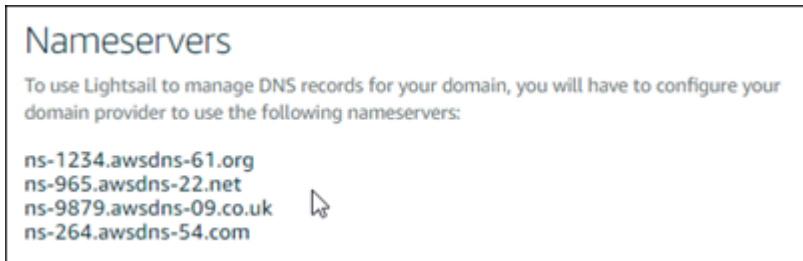 Nameservers
To use Lightsail to manage DNS records for your domain, you will have to configure your
domain provider to use the following nameservers:
ns-1234.awsdns-61.org
ns-965.awsdns-22.net
ns-9879.awsdns-09.co.uk
ns-264.awsdns-54.com